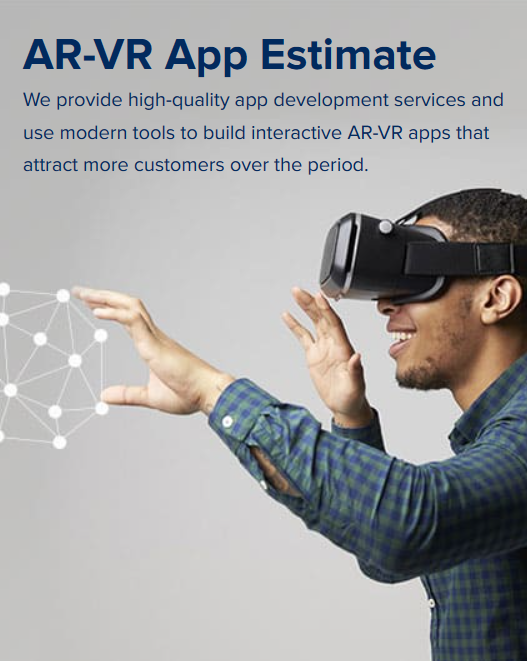 AR-VR App Estimate
We provide high-quality app development services and
use modern tools to build interactive AR-VR apps that
attract more customers over the period.